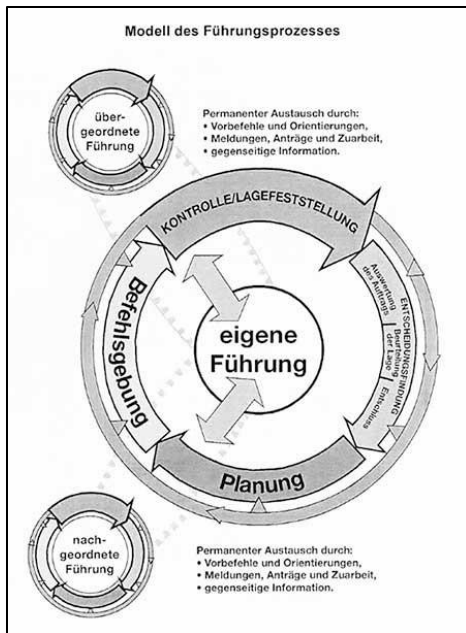 Modell des Führungsprozesses
über-
geordnete
Führung
Permanenter Austausch durch:
• Vorbefehle und Orientierungen,
• Meldungen, Anträge und Zuarbeit,
• gegenseitige Information.
KONTROLLE/LAGEFESTSTELLUNG
ENTSCHEIDUNGSFINDUNG
Auswertung
des Auftrags
Beurteilung
der Lage
Entschluss
Befehlsgebung
eigene
Führung
Planung
nach-
geordnete
Führung
Permanenter Austausch durch:
• Vorbefehle und Orientierungen,
• Meldungen, Anträge und Zuarbeit,
• gegenseitige Information.